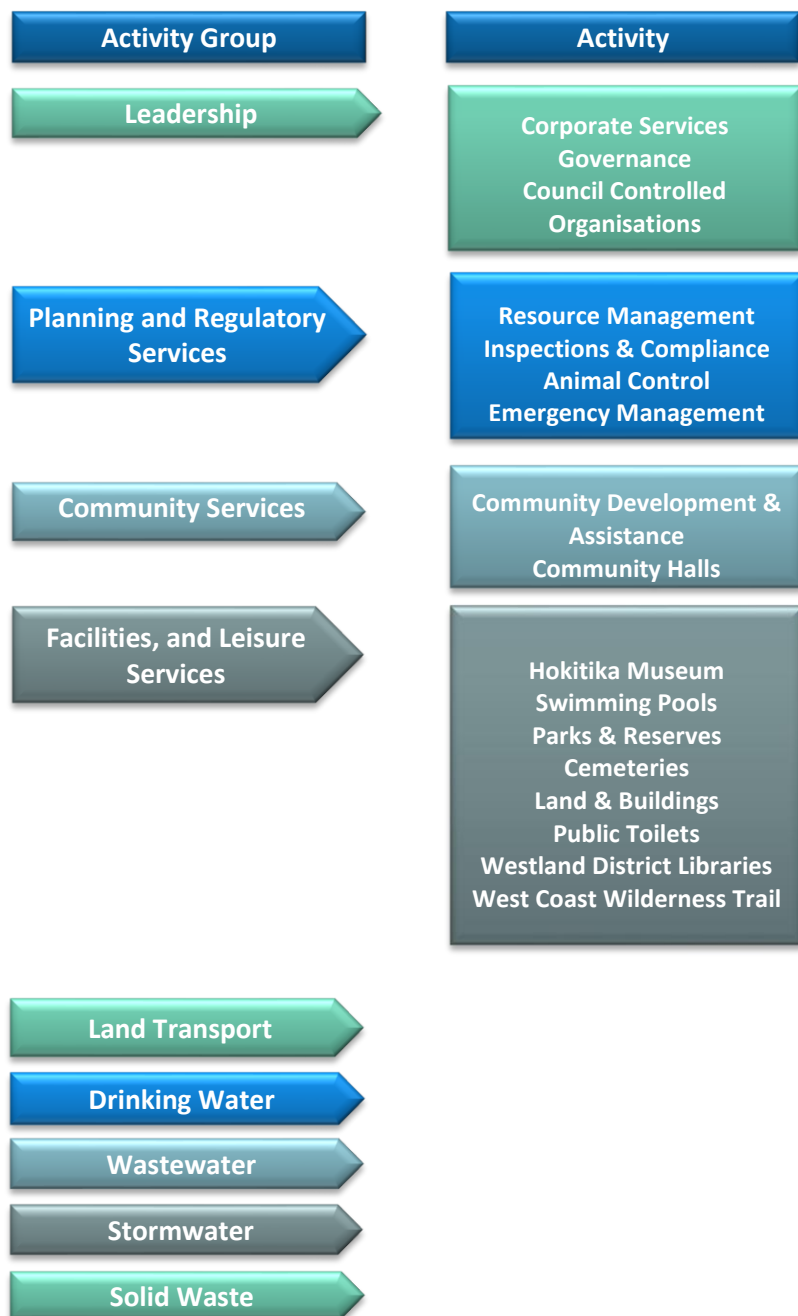 Activity Group
Activity
Leadership
Corporate Services
Governance
Council Controlled
Organisations
Planning and Regulatory
Services
Resource Management
Inspections & Compliance
Animal Control
Emergency Management
Community Services
Community Development &
Assistance
Community Halls
Facilities, and Leisure
Services
Hokitika Museum
Swimming Pools
Parks & Reserves
Cemeteries
Land & Buildings
Public Toilets
Westland District Libraries
West Coast Wilderness Trail
Land Transport
Drinking Water
Wastewater
Stormwater
Solid Waste